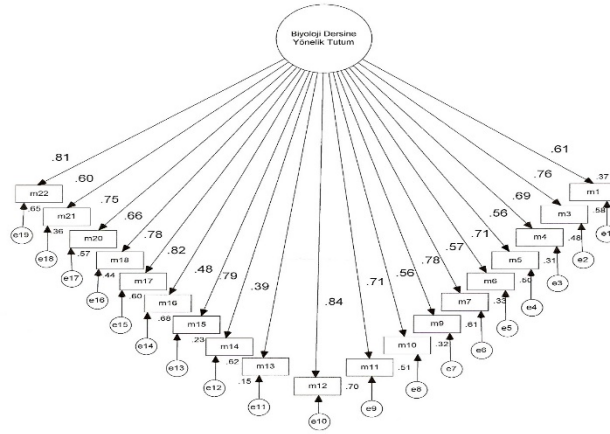 Biyoloji Dersine
Yönelik Tutum
.81
.60
.75
.66
.78
.82
.48
.79
.39
.84
.71
.56
.78
.57
.71
.56
.69
.76
.61
m22
m21
m20
m18
m17
m16
m15
m14
m13
m12
m11
m10
m9
m7
m6
m5
m4
m3
m1
.65
.36
.57
.44
.60
.68
.23
.62
.15
.70
.51
.32
.61
.33
.50
.31
.48
.58
.37
e19
e18
e17
e16
e15
e14
e13
e12
e11
e10
e9
e8
e7
e6
e5
e4
e3
e2
e1